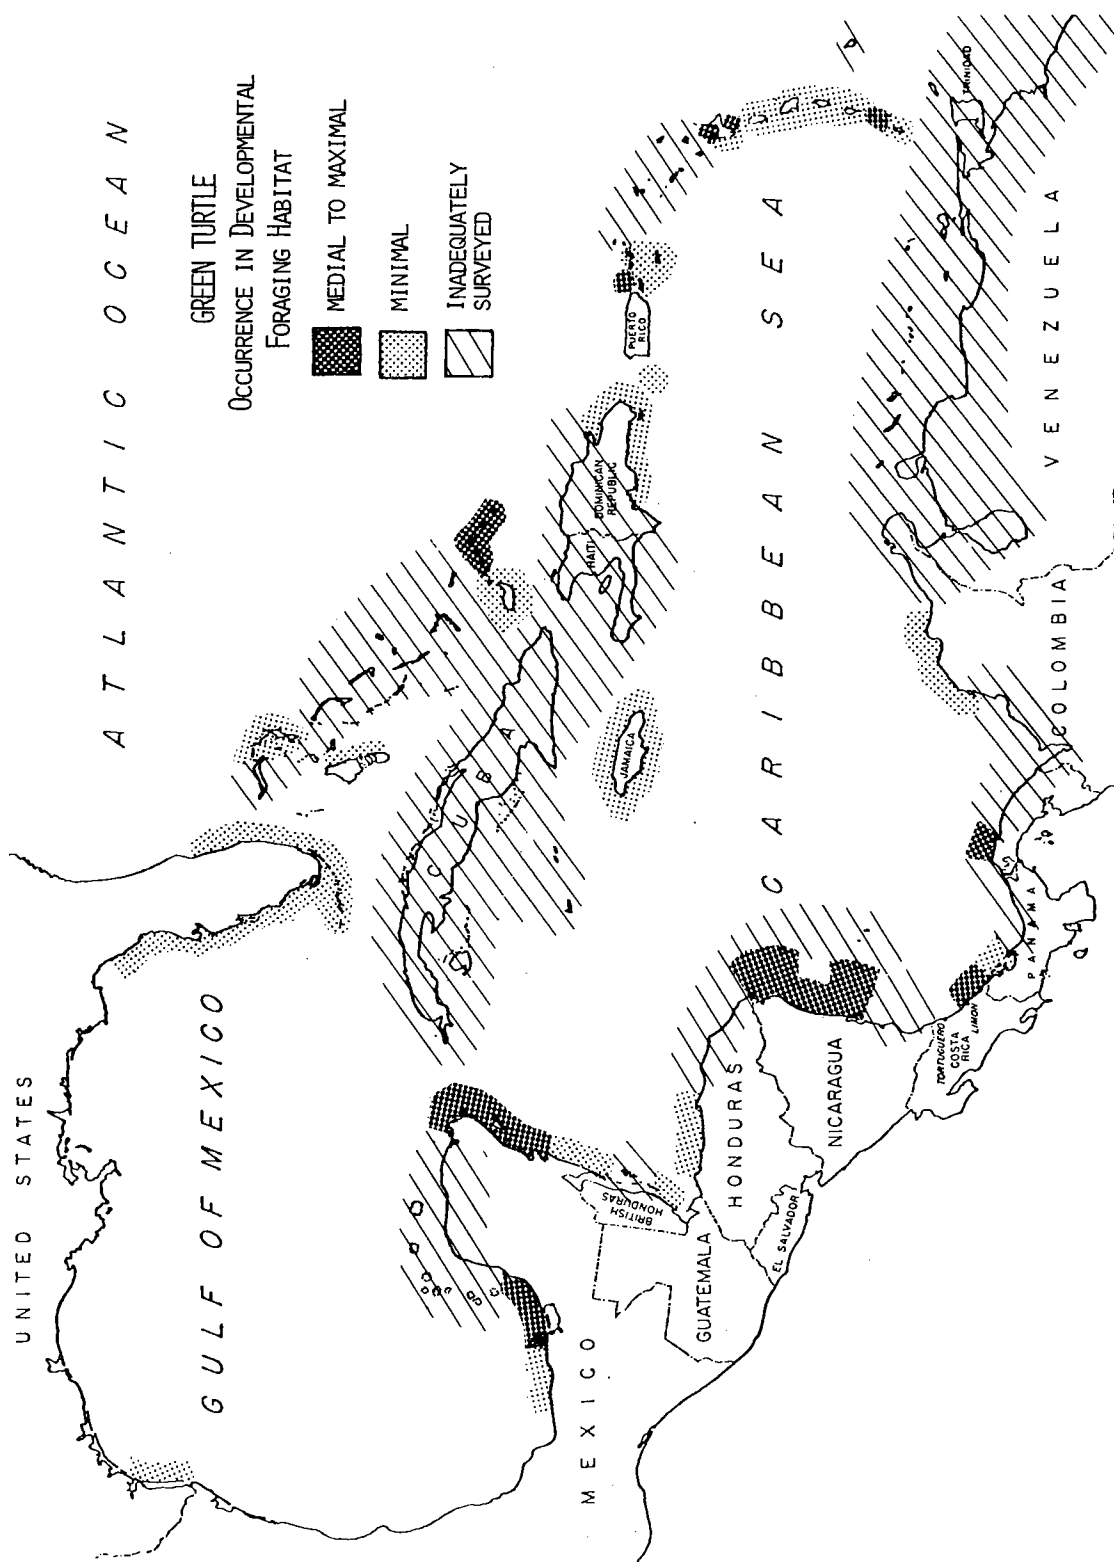 UNITED STATES
ATLANTIC OCEAN
GREEN TURTLE
OCCURRENCE IN DEVELOPMENTAL
FORAGING HABITAT
MEDIAL TO MAXIMAL
MINIMAL
INADEQUATELY
SURVEYED
GULF OF MEXICO
CUBA
HAITI
DOMINICAN
REPUBLIC
PUERTO
RICO
JAMAICA
MEXICO
BRITISH
HONDURAS
GUATEMALA
HONDURAS
EL SALVADOR
NICARAGUA
CARIBBEAN SEA
TORTUGUERO
COSTA
RICA
LIMON
PANAMA
COLOMBIA
VENEZUELA
TRINIDAD